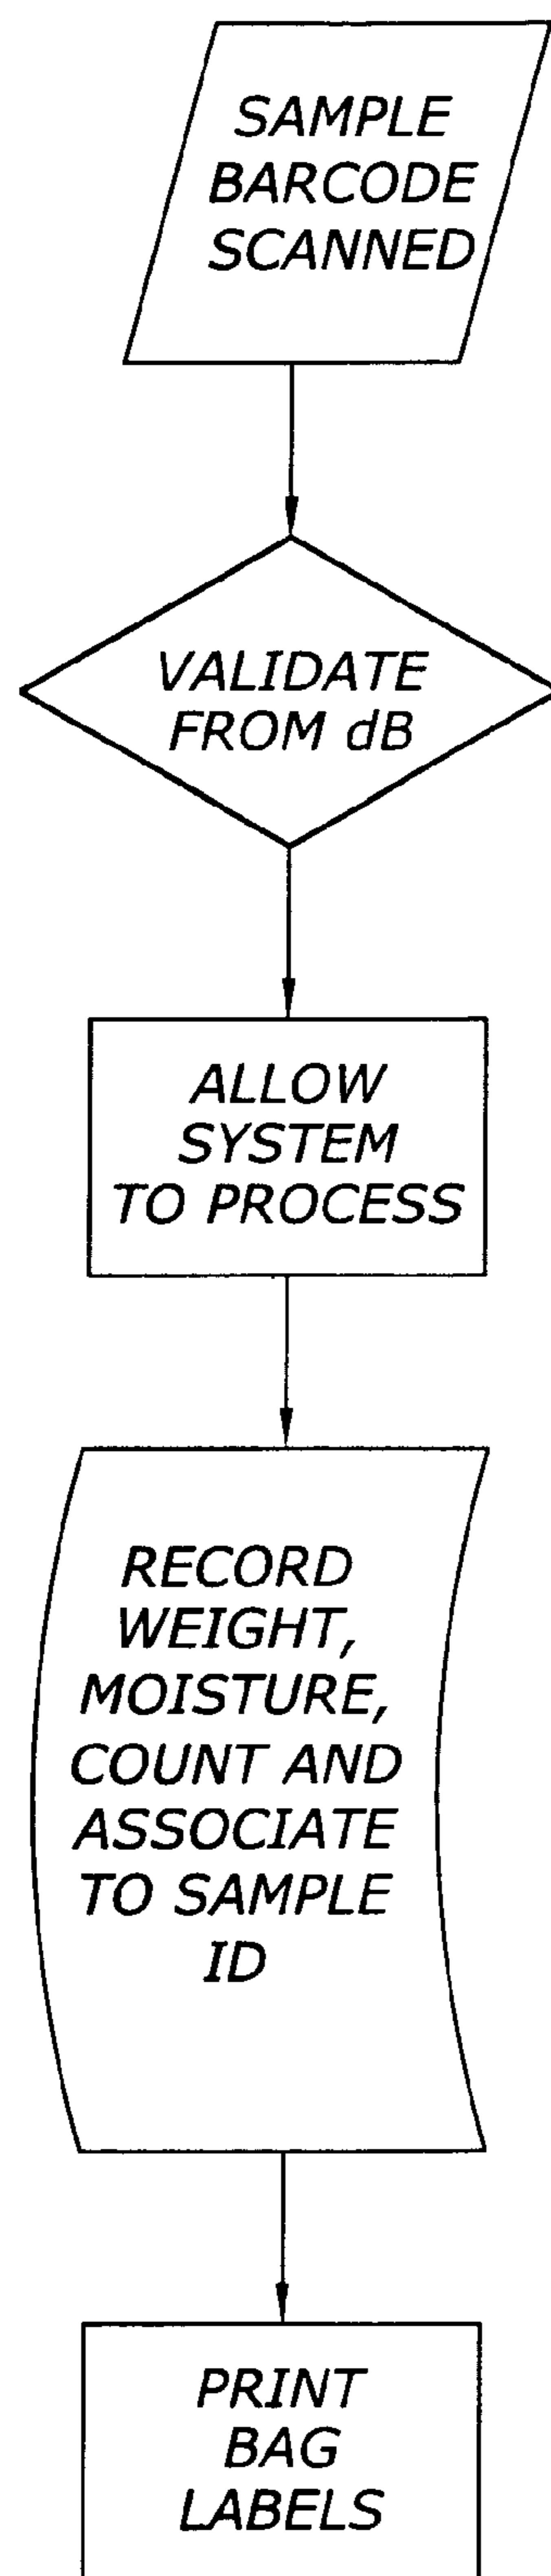 SAMPLE
BARCODE
SCANNED
VALIDATE
FROM dB
ALLOW
SYSTEM
TO PROCESS
RECORD
WEIGHT,
MOISTURE,
COUNT AND
ASSOCIATE
TO SAMPLE
ID
PRINT
BAG
LABELS